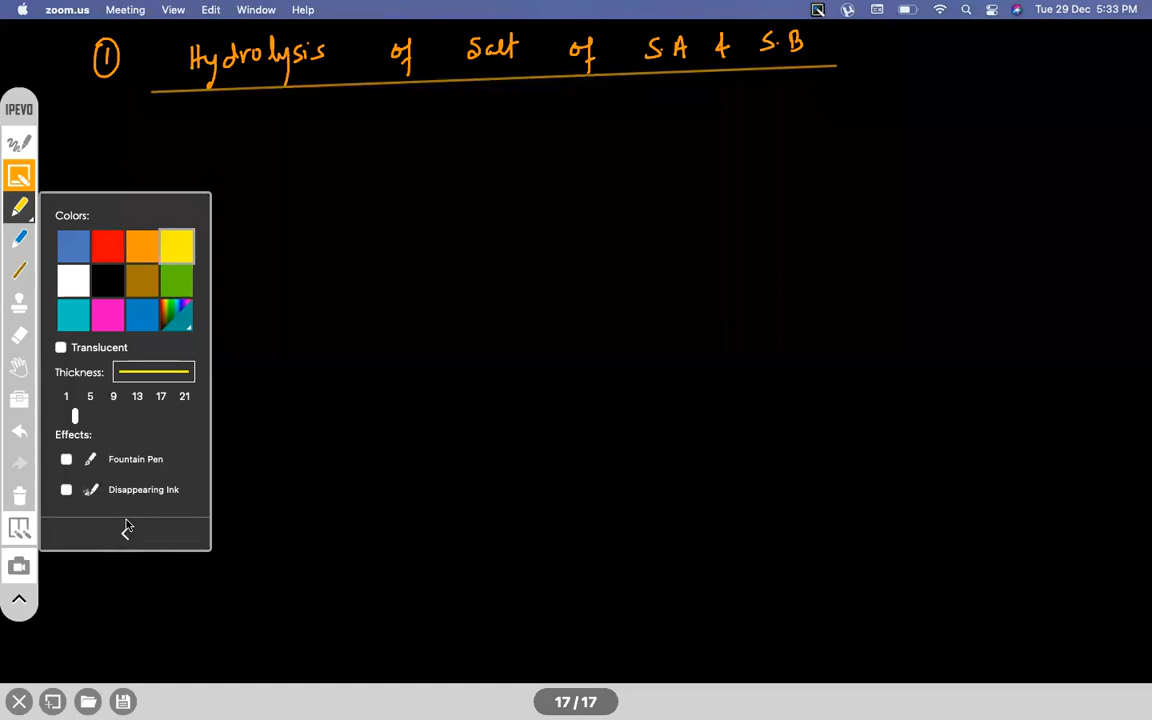 zoom.us Meeting View Edit Window Help Tue 29 Dec 5:33 PM
① Hydrolysis of Salt of S.A & S.B
IPEVO
Colors:
Translucent
Thickness:
1 5 9 13 17 21
Effects:
Fountain Pen
Disappearing Ink
17/17